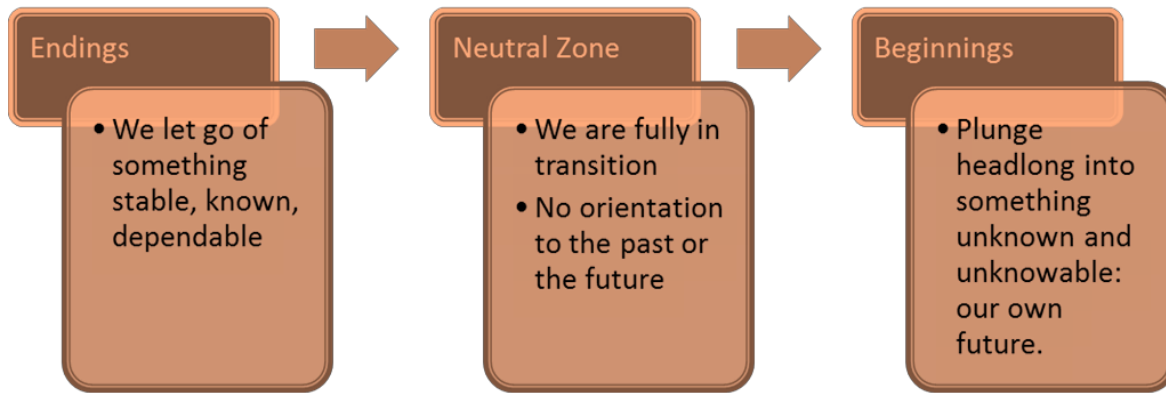 Endings
• We let go of
something
stable, known,
dependable
Neutral Zone
• We are fully in
transition
• No orientation
to the past or
the future
Beginnings
• Plunge
headlong into
something
unknown and
unknowable:
our own
future.